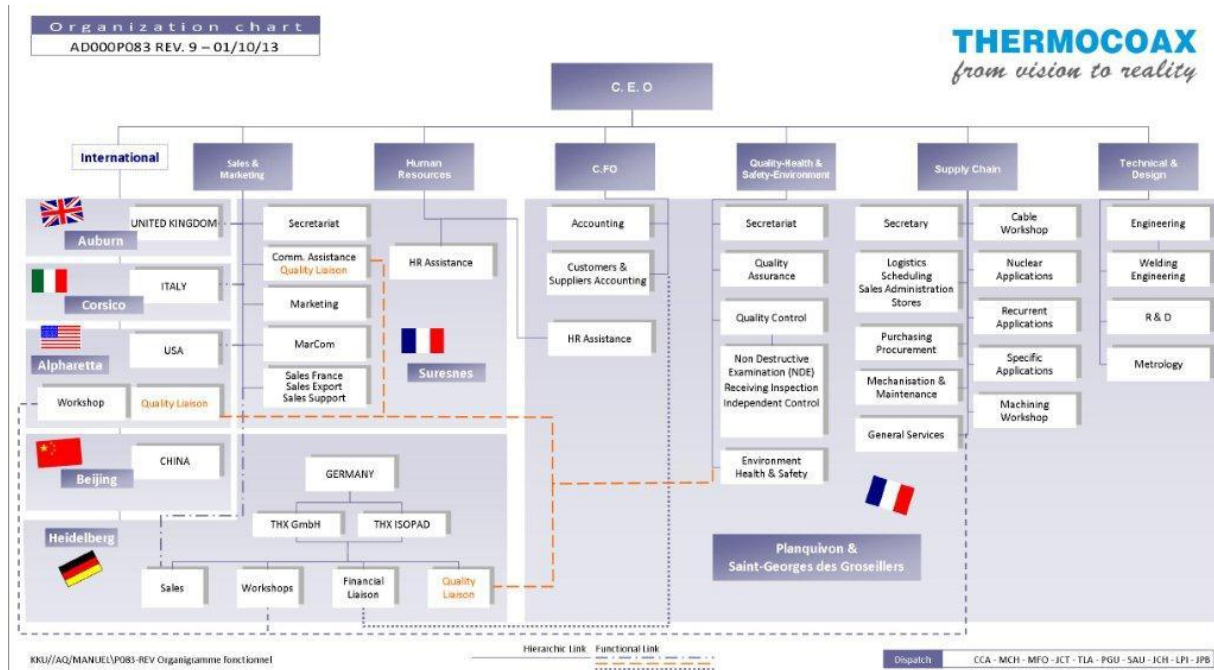 Organization chart
AD000P083 REV. 9 – 01/10/13
THERMOCOAX
from vision to reality
C. E. O
International
Sales &
Marketing
Human
Resources
C.FO
Quality-Health &
Safety-Environment
Supply Chain
Technical &
Design
UNITED KINGDOM
Auburn
ITALY
Corsico
USA
Alpharetta
Workshop
Quality Liaison
CHINA
Beijing
Heidelberg
Secretariat
Comm. Assistance
Quality Liaison
Marketing
MarCom
Sales France
Sales Export
Sales Support
HR Assistance
Suresnes
GERMANY
THX GmbH
THX ISOPAD
Sales
Workshops
Financial
Liaison
Quality
Liaison
Accounting
Customers &
Suppliers Accounting
HR Assistance
Secretariat
Quality
Assurance
Quality Control
Non Destructive
Examination (NDE)
Receiving Inspection
Independent Control
Environment
Health & Safety
Secretary
Logistics
Scheduling
Sales Administration
Stores
Purchasing
Procurement
Mechanisation &
Maintenance
General Services
Cable
Workshop
Nuclear
Applications
Recurrent
Applications
Specific
Applications
Machining
Workshop
Engineering
Welding
Engineering
R & D
Metrology
Planquivon &
Saint-Georges des Groseillers
KKU//AQ/MANUEL\P083-REV Organigramme fonctionnel
Hierarchic Link
Functional Link
Dispatch
CCA - MCH - MFO - JCT - TLA - PGU - SAU - JCH - LPI - JPB